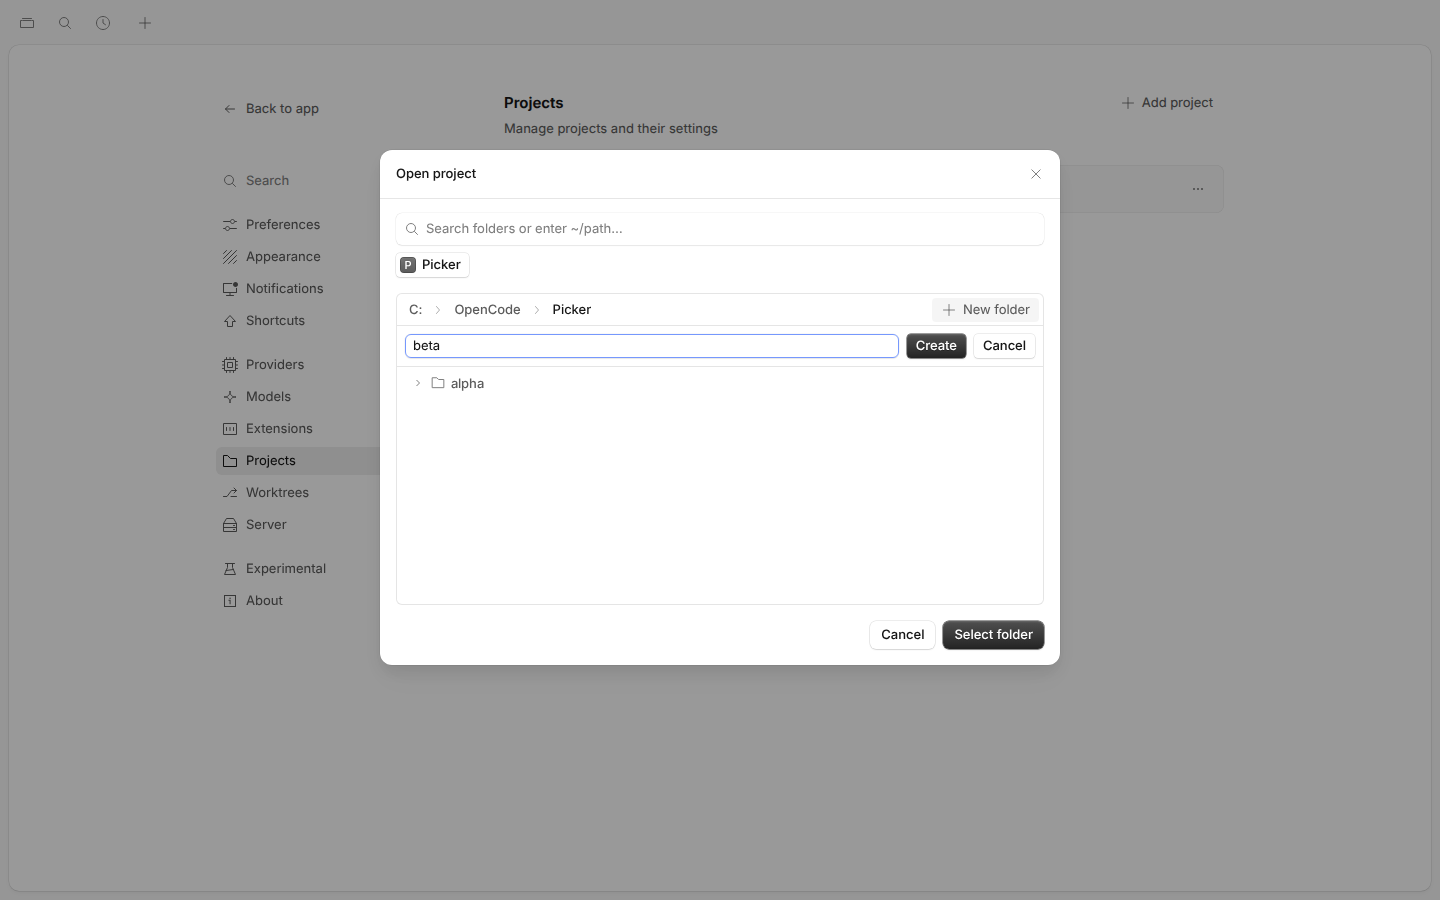 Back to app
Projects
Add project
Manage projects and their settings
Search
Preferences
Appearance
Notifications
Shortcuts
Providers
Models
Extensions
Projects
Worktrees
Server
Experimental
About
Open project
Search folders or enter ~/path...
P Picker
C: OpenCode Picker
New folder
beta
Create
Cancel
alpha
Cancel
Select folder